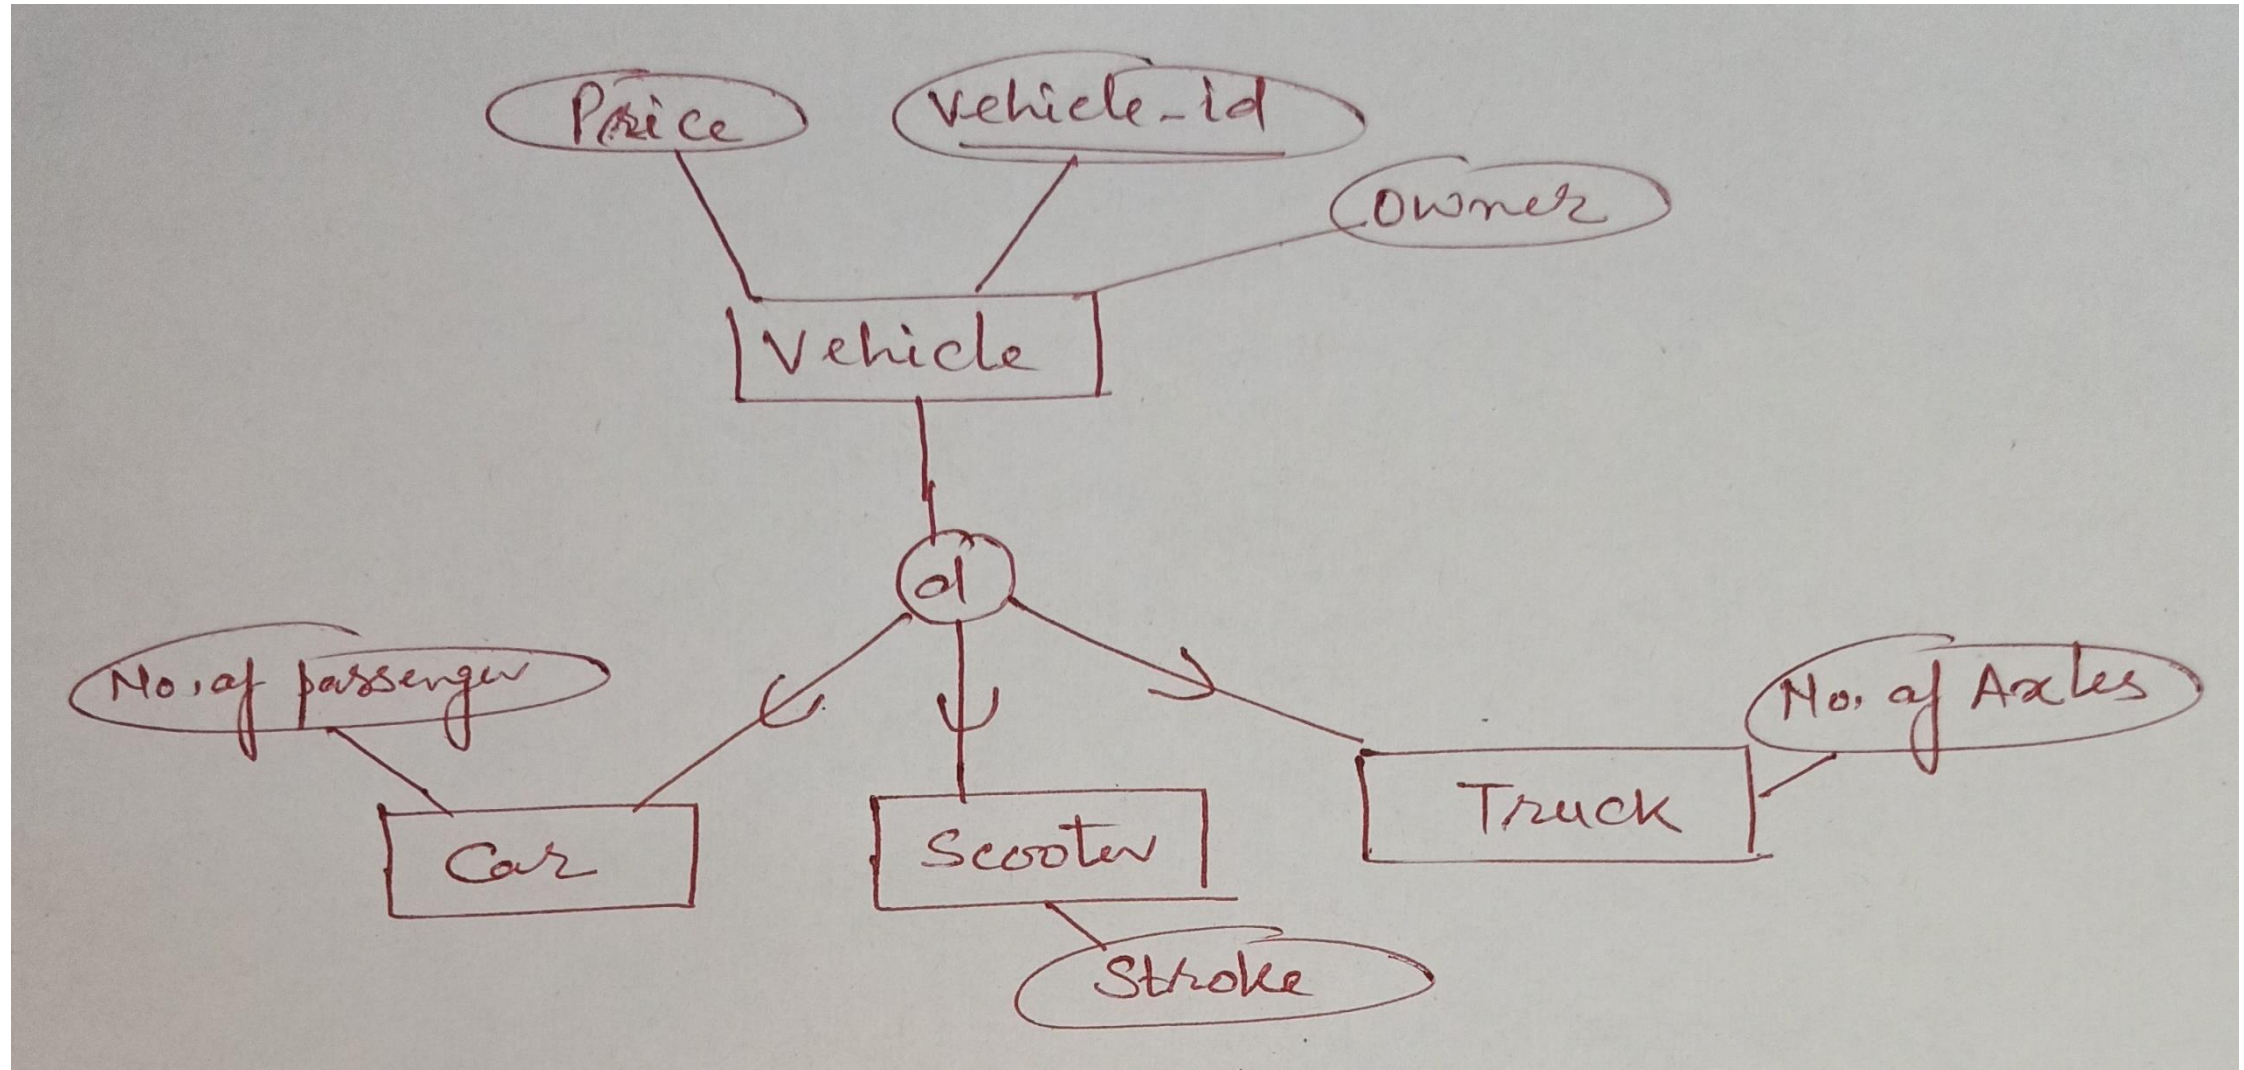 Price
Vehicle-id
Owner
Vehicle
d
No. of passenger
No. of Axles
Truck
Car
Scooter
Stroke